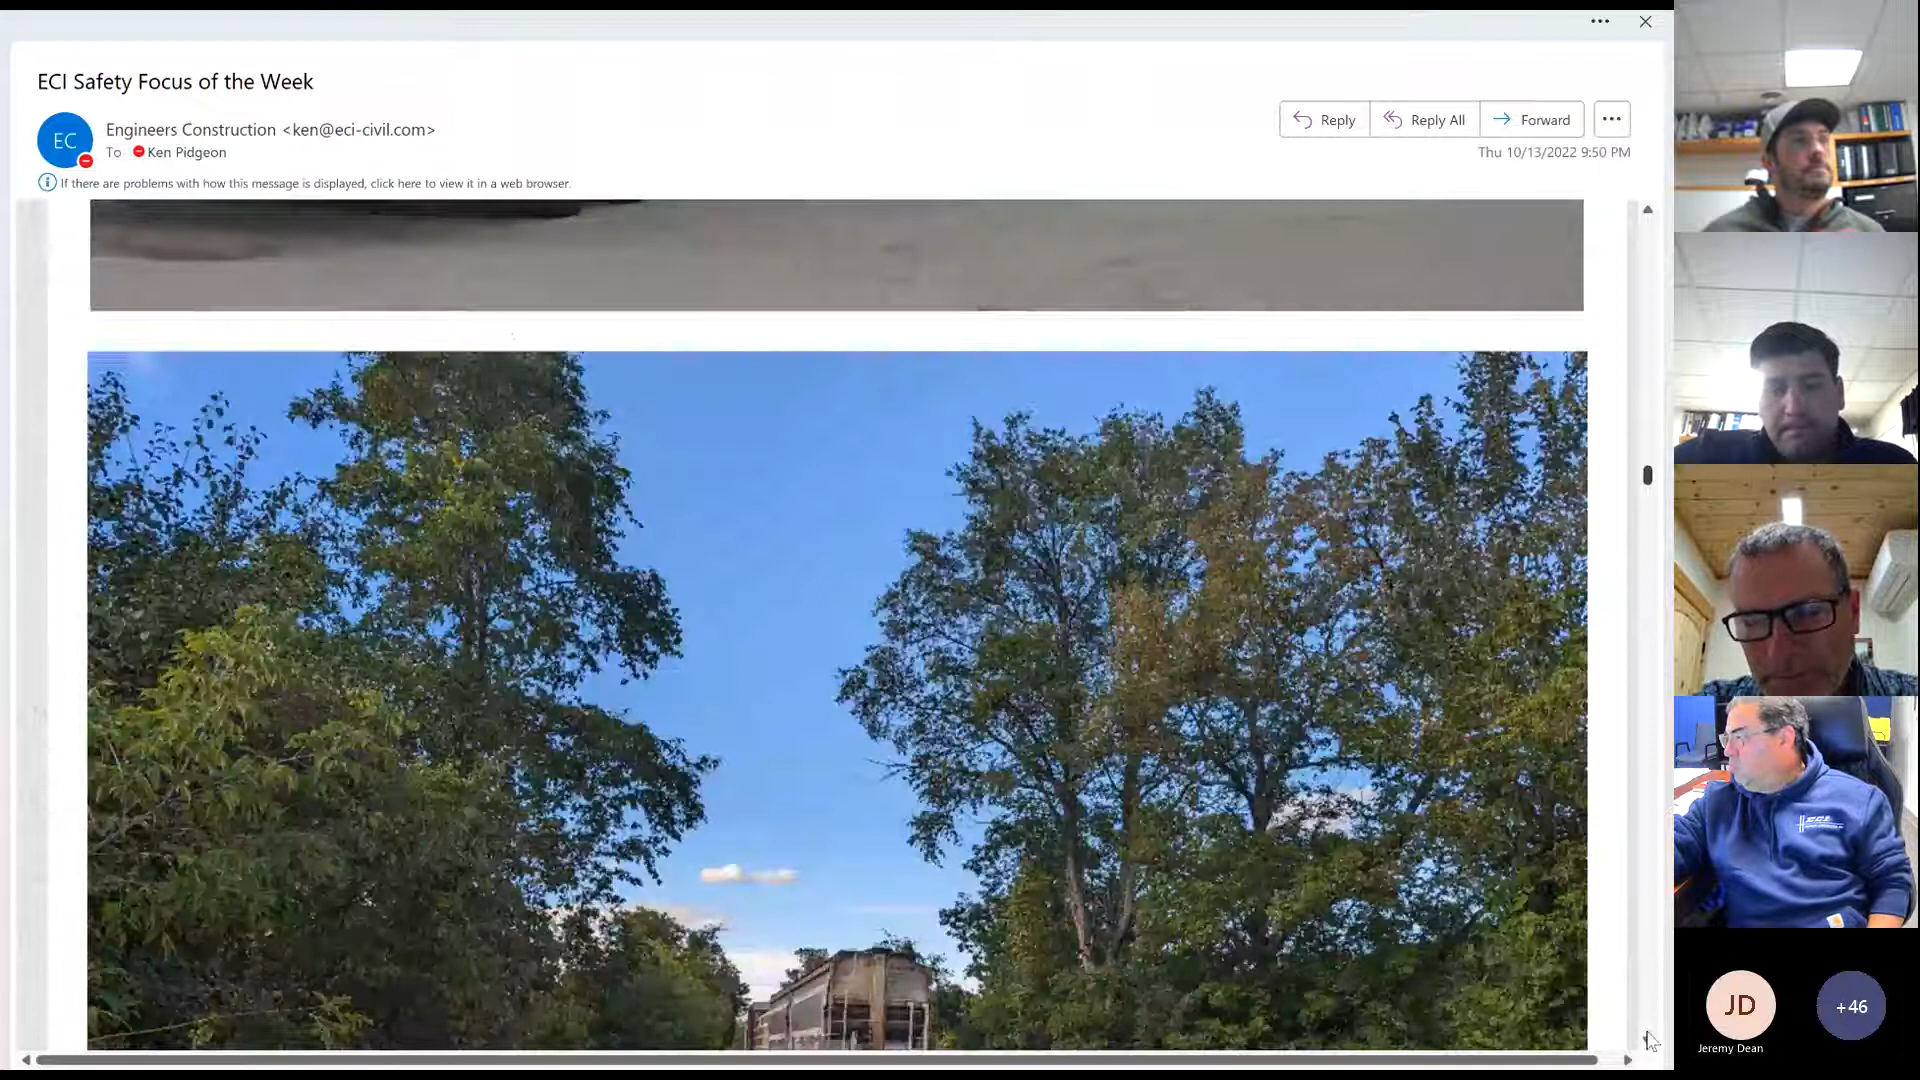 ECI Safety Focus of the Week
EC
Engineers Construction <ken@eci-civil.com>
To Ken Pidgeon
Reply
Reply All
Forward
Thu 10/13/2022 9:50 PM
If there are problems with how this message is displayed, click here to view it in a web browser.
ECI
JD
+46
Jeremy Dean